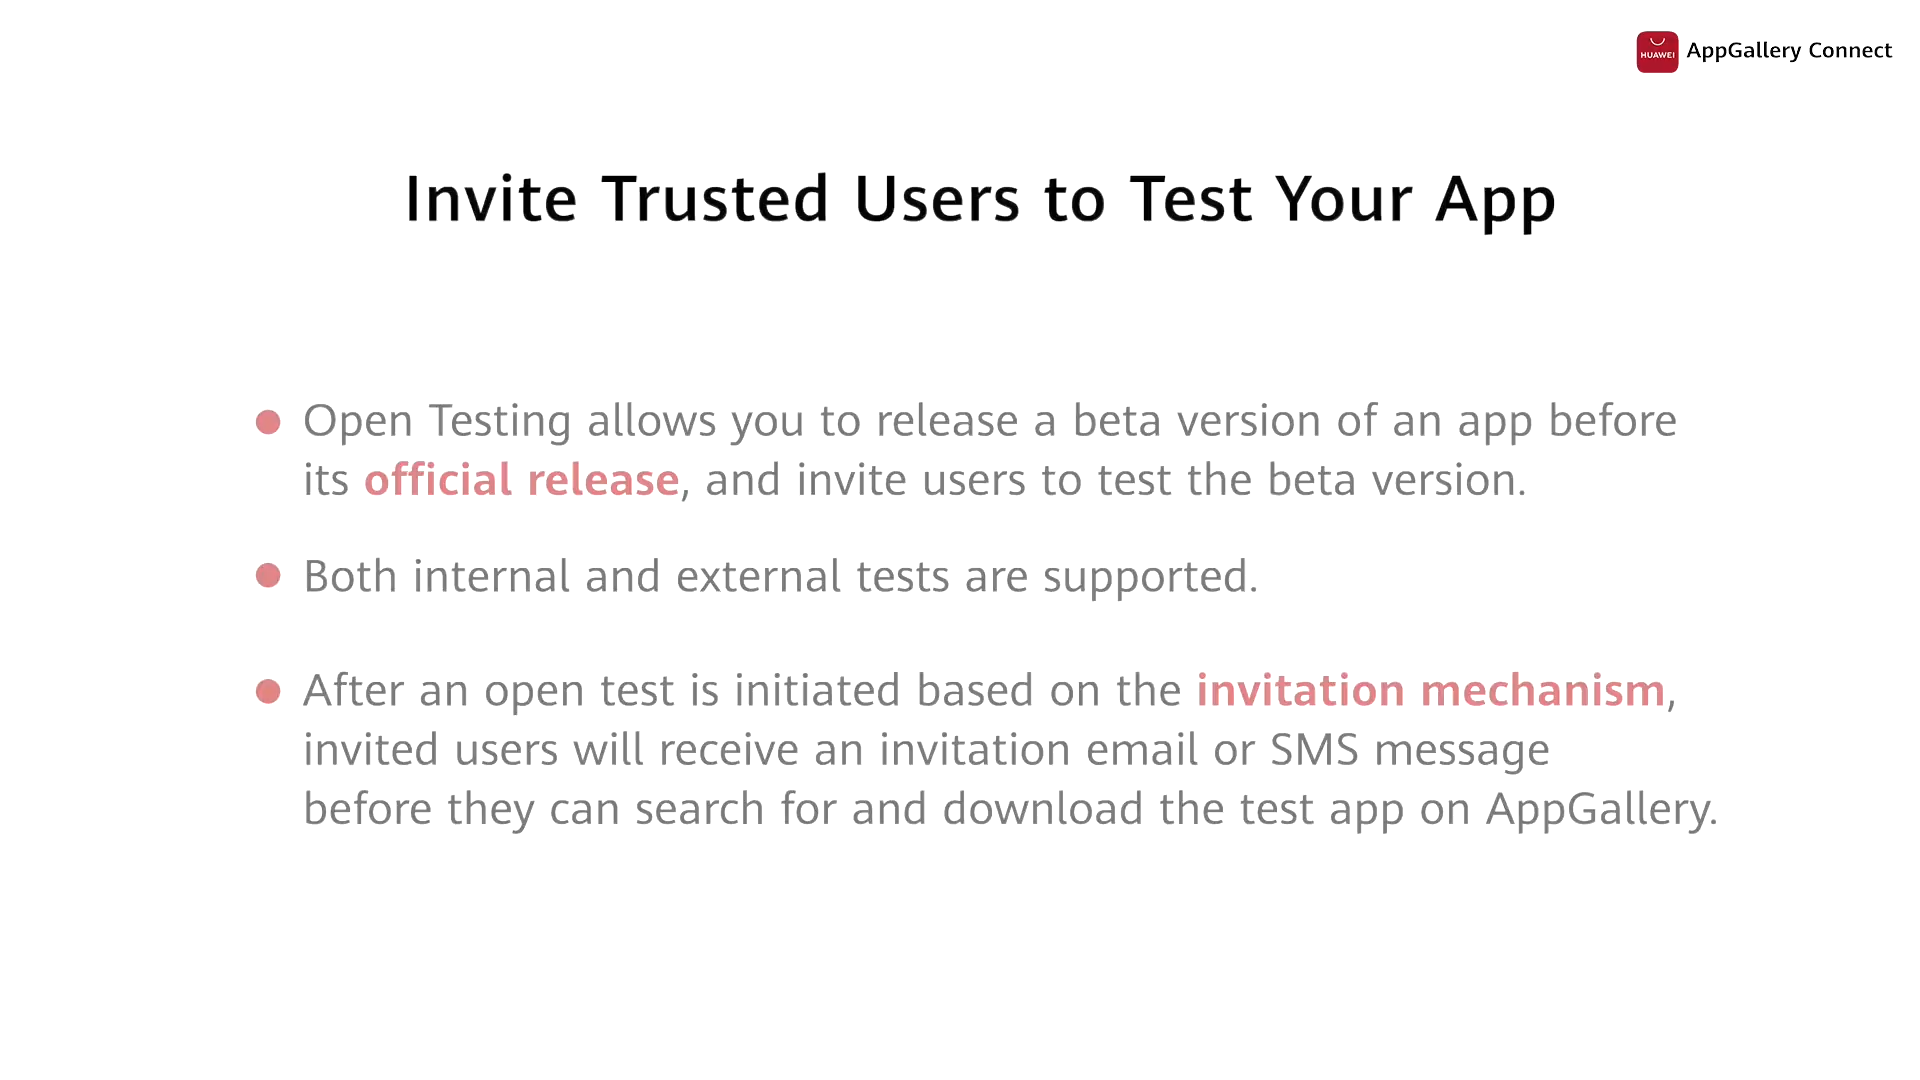 HUAWEI AppGallery Connect
Invite Trusted Users to Test Your App
Open Testing allows you to release a beta version of an app before
its official release, and invite users to test the beta version.
Both internal and external tests are supported.
After an open test is initiated based on the invitation mechanism,
invited users will receive an invitation email or SMS message
before they can search for and download the test app on AppGallery.